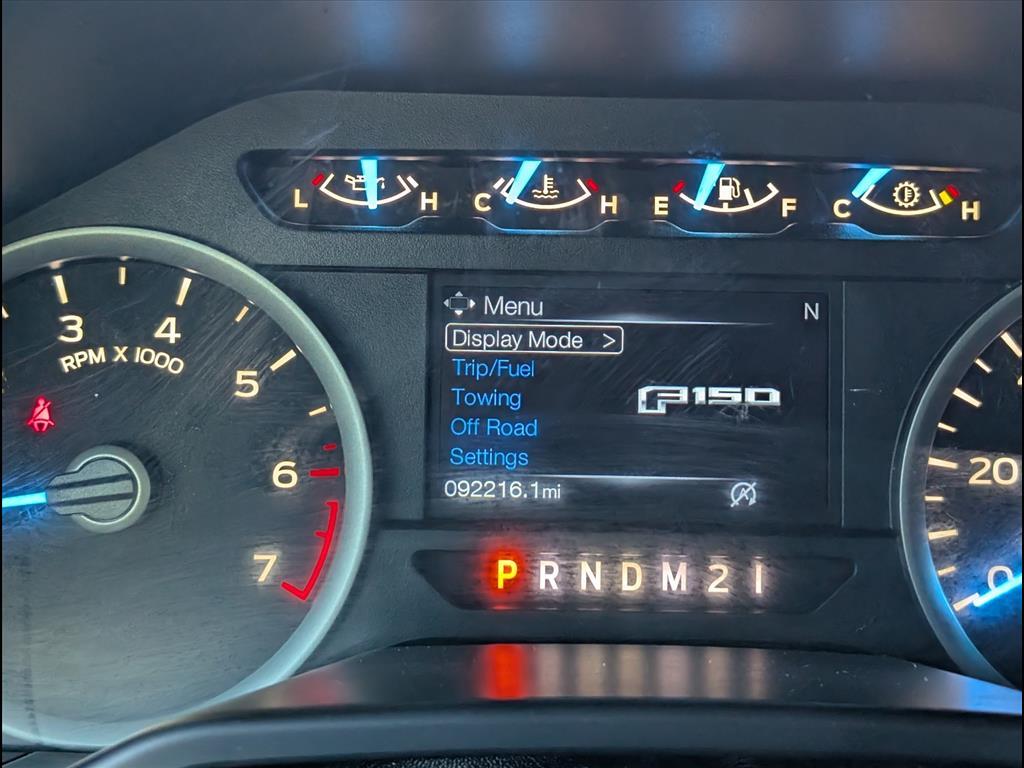 L H C H E F C H
Menu N
Display Mode >
Trip/Fuel
Towing
Off Road
Settings
092216.1mi
F150
3 4 5 6 7
RPM X 1000
20
0
P R N D M 2 1